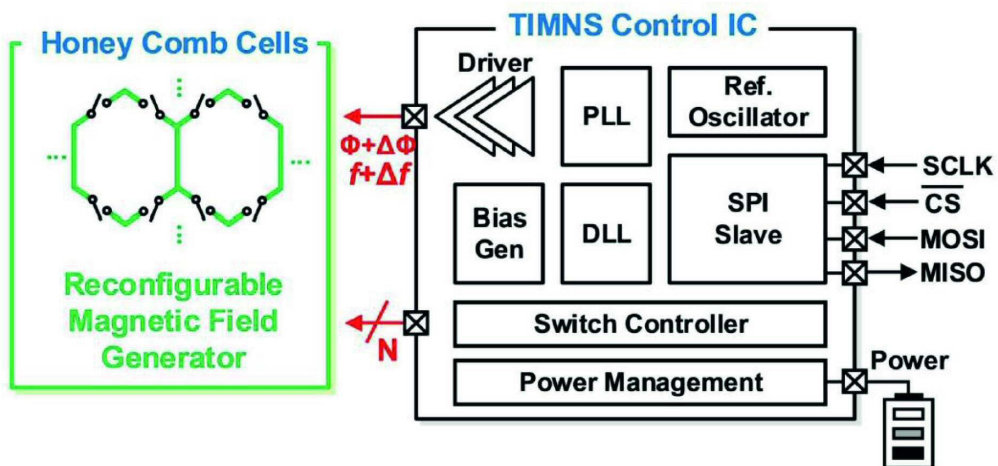 Honey Comb Cells
...
...
...
...
Reconfigurable
Magnetic Field
Generator
Φ+ΔΦ
f+Δf
N
TIMNS Control IC
Driver
PLL
Ref.
Oscillator
Bias
Gen
DLL
SPI
Slave
Switch Controller
Power Management
SCLK
CS
MOSI
MISO
Power